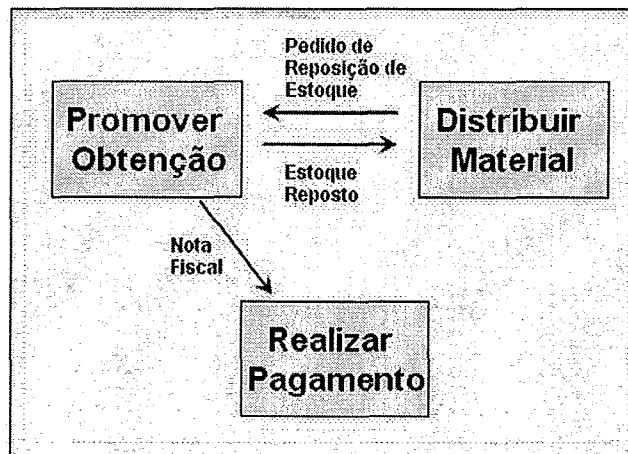 Pedido de
Reposição de
Estoque
Promover
Obtenção
Distribuir
Material
Estoque
Reposto
Nota
Fiscal
Realizar
Pagamento